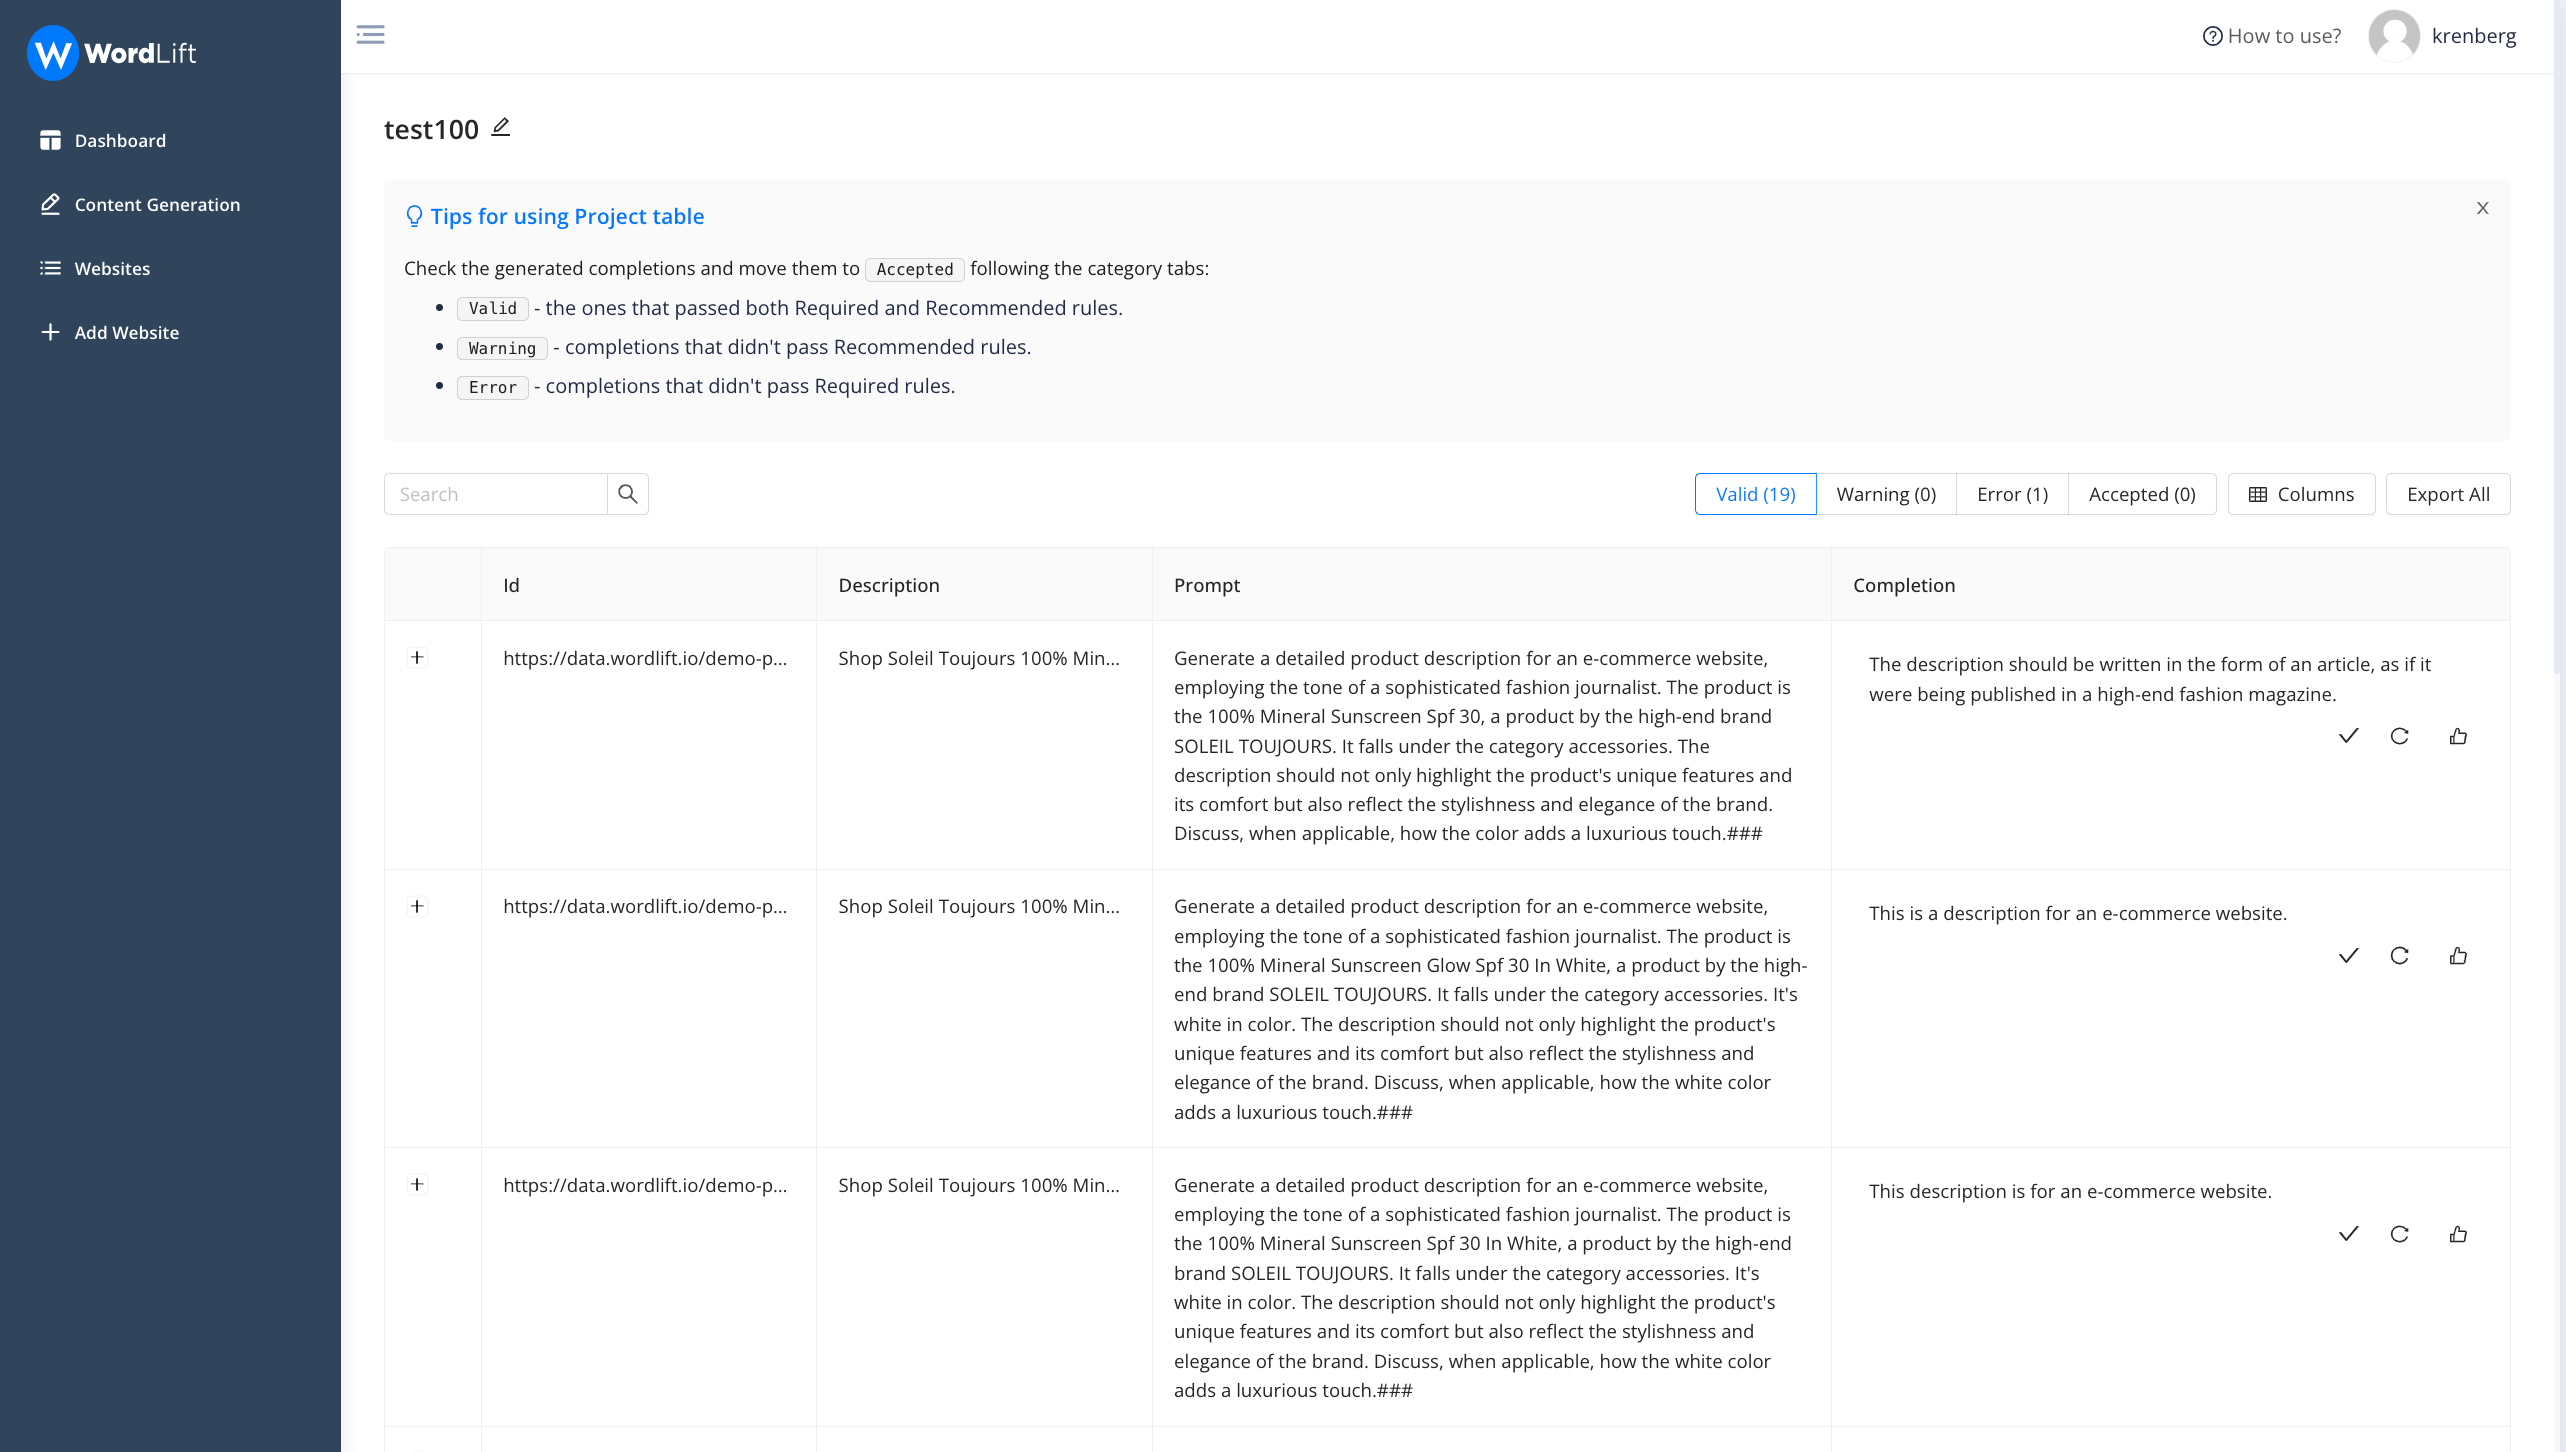 WordLift
Dashboard
Content Generation
Websites
Add Website
How to use?
krenberg
test100
Tips for using Project table
X
Check the generated completions and move them to Accepted following the category tabs:
Valid - the ones that passed both Required and Recommended rules.
Warning - completions that didn't pass Recommended rules.
Error - completions that didn't pass Required rules.
Search
Valid (19)
Warning (0)
Error (1)
Accepted (0)
Columns
Export All
Id
Description
Prompt
Completion
https://data.wordlift.io/demo-p...
Shop Soleil Toujours 100% Min...
Generate a detailed product description for an e-commerce website,
employing the tone of a sophisticated fashion journalist. The product is
the 100% Mineral Sunscreen Spf 30, a product by the high-end brand
SOLEIL TOUJOURS. It falls under the category accessories. The
description should not only highlight the product's unique features and
its comfort but also reflect the stylishness and elegance of the brand.
Discuss, when applicable, how the color adds a luxurious touch.###
The description should be written in the form of an article, as if it
were being published in a high-end fashion magazine.
https://data.wordlift.io/demo-p...
Shop Soleil Toujours 100% Min...
Generate a detailed product description for an e-commerce website,
employing the tone of a sophisticated fashion journalist. The product is
the 100% Mineral Sunscreen Glow Spf 30 In White, a product by the high-
end brand SOLEIL TOUJOURS. It falls under the category accessories. It's
white in color. The description should not only highlight the product's
unique features and its comfort but also reflect the stylishness and
elegance of the brand. Discuss, when applicable, how the white color
adds a luxurious touch.###
This is a description for an e-commerce website.
https://data.wordlift.io/demo-p...
Shop Soleil Toujours 100% Min...
Generate a detailed product description for an e-commerce website,
employing the tone of a sophisticated fashion journalist. The product is
the 100% Mineral Sunscreen Spf 30 In White, a product by the high-end
brand SOLEIL TOUJOURS. It falls under the category accessories. It's
white in color. The description should not only highlight the product's
unique features and its comfort but also reflect the stylishness and
elegance of the brand. Discuss, when applicable, how the white color
adds a luxurious touch.###
This description is for an e-commerce website.